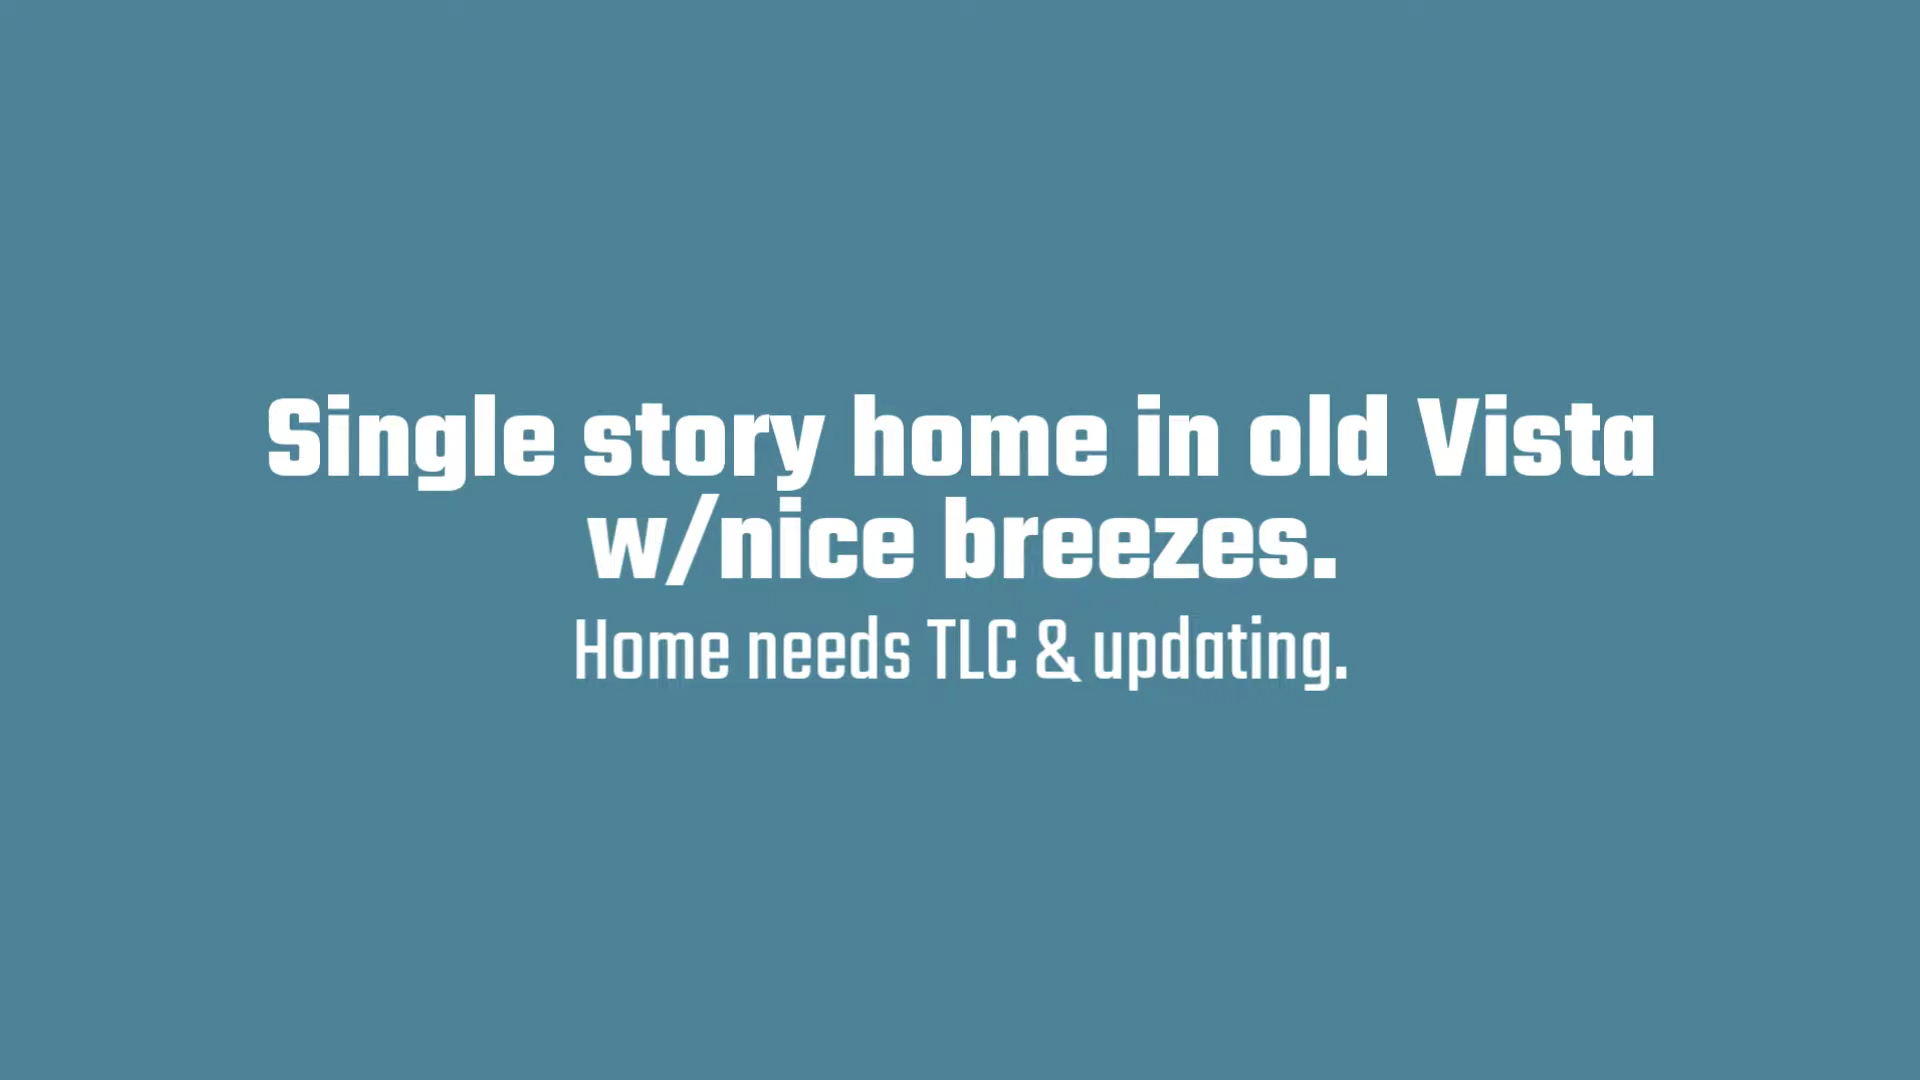 Single story home in old Vista
w/nice breezes.
Home needs TLC & updating.